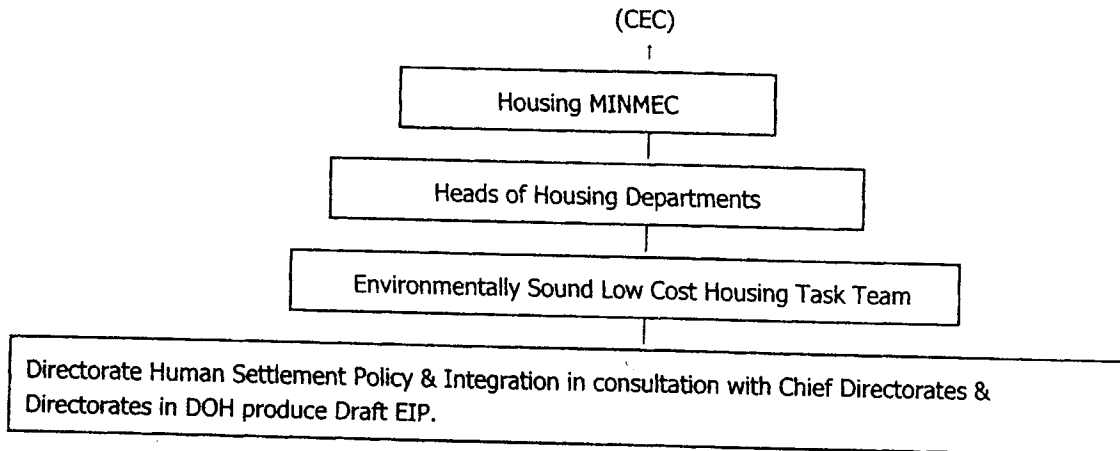 (CEC)
Housing MINMEC
Heads of Housing Departments
Environmentally Sound Low Cost Housing Task Team
Directorate Human Settlement Policy & Integration in consultation with Chief Directorates &
Directorates in DOH produce Draft EIP.